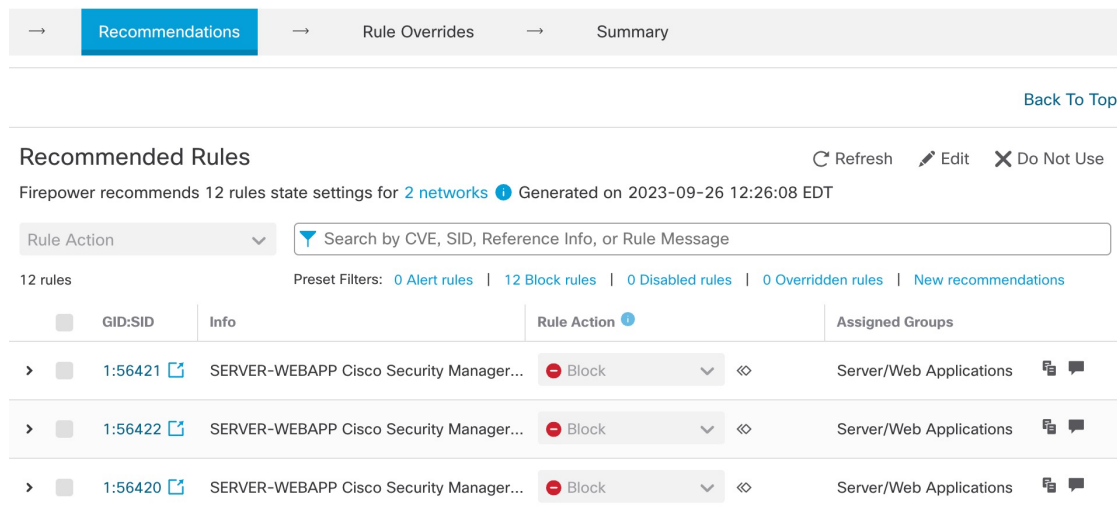 → Recommendations → Rule Overrides → Summary
Back To Top
Recommended Rules Refresh Edit Do Not Use
Firepower recommends 12 rules state settings for 2 networks Generated on 2023-09-26 12:26:08 EDT
Rule Action Search by CVE, SID, Reference Info, or Rule Message
12 rules Preset Filters: 0 Alert rules | 12 Block rules | 0 Disabled rules | 0 Overridden rules | New recommendations
GID:SID Info Rule Action Assigned Groups
1:56421 SERVER-WEBAPP Cisco Security Manager... Block Server/Web Applications
1:56422 SERVER-WEBAPP Cisco Security Manager... Block Server/Web Applications
1:56420 SERVER-WEBAPP Cisco Security Manager... Block Server/Web Applications